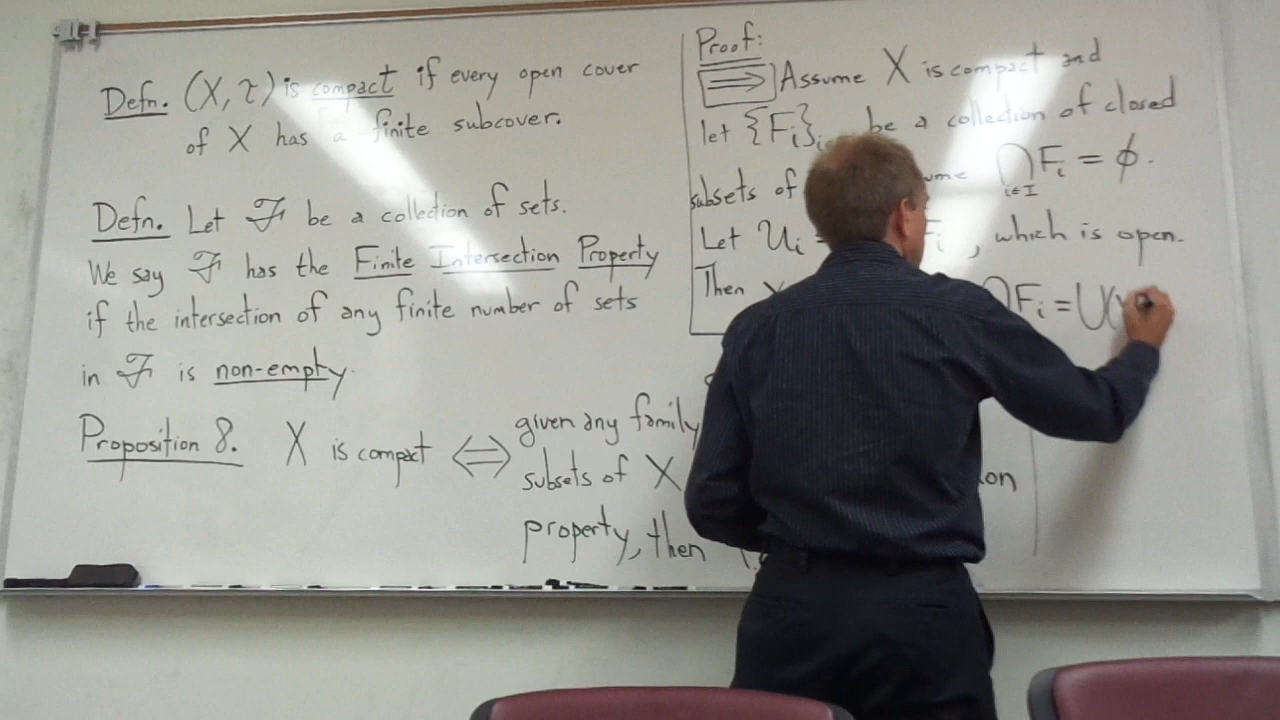 Defn. (X, τ) is compact if every open cover
of X has a finite subcover.
Defn. Let ℱ be a collection of sets.
We say ℱ has the Finite Intersection Property
if the intersection of any finite number of sets
in ℱ is non-empty.
Proposition 8. X is compact ⟺ given any family
subsets of X
property, then
Proof:
⟹ Assume X is compact and
let {Fᵢ}ᵢ be a collection of closed
subsets of ⋂ Fᵢ = ϕ.
i∈I
Let Uᵢ = Fᵢ, which is open.
Then X ⋂Fᵢ = ⋃(